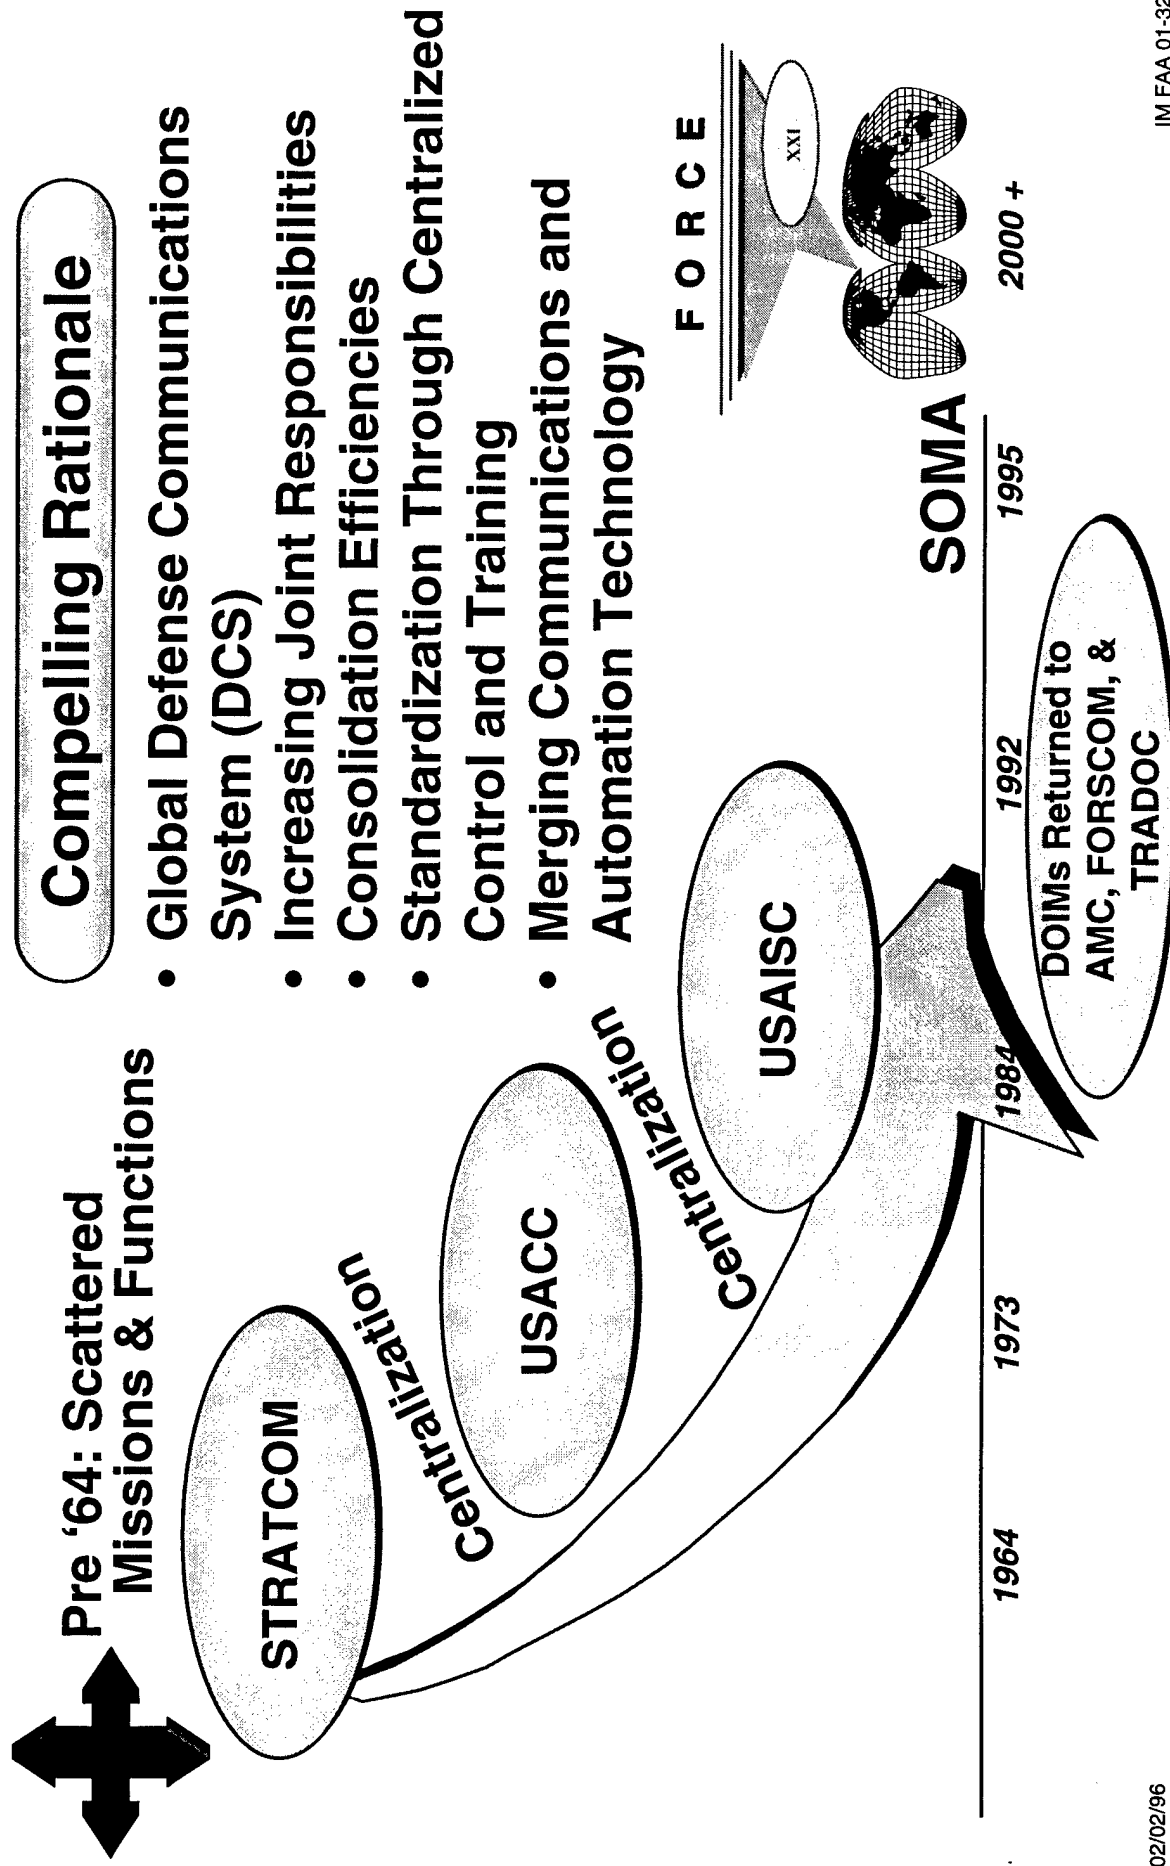 Pre ‘64: Scattered
Missions & Functions
Compelling Rationale
• Global Defense Communications
System (DCS)
• Increasing Joint Responsibilities
• Consolidation Efficiencies
• Standardization Through Centralized
Control and Training
• Merging Communications and
Automation Technology
STRATCOM
Centralization
USACC
Centralization
USAISC
FORCE
XXI
SOMA
1964
1973
1984
1992
1995
2000 +
DOIMs Returned to
AMC, FORSCOM, &
TRADOC
02/02/96
IM FAA 01-32